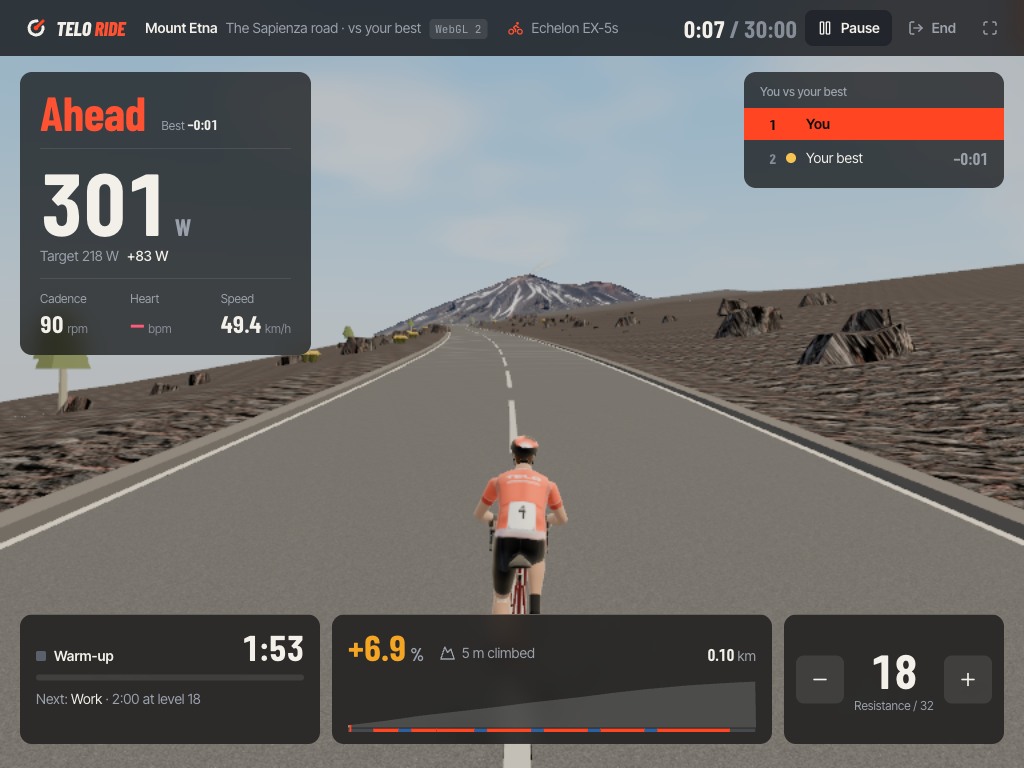 TELO RIDE Mount Etna The Sapienza road · vs your best WebGL 2 Echelon EX-5s 0:07 / 30:00 Pause End
Ahead Best −0:01
301 W
Target 218 W +83 W
Cadence Heart Speed
90 rpm – bpm 49.4 km/h
You vs your best
1 You
2 Your best −0:01
TELO
4
Warm-up 1:53
Next: Work · 2:00 at level 18
+6.9 % 5 m climbed 0.10 km
− 18 +
Resistance / 32